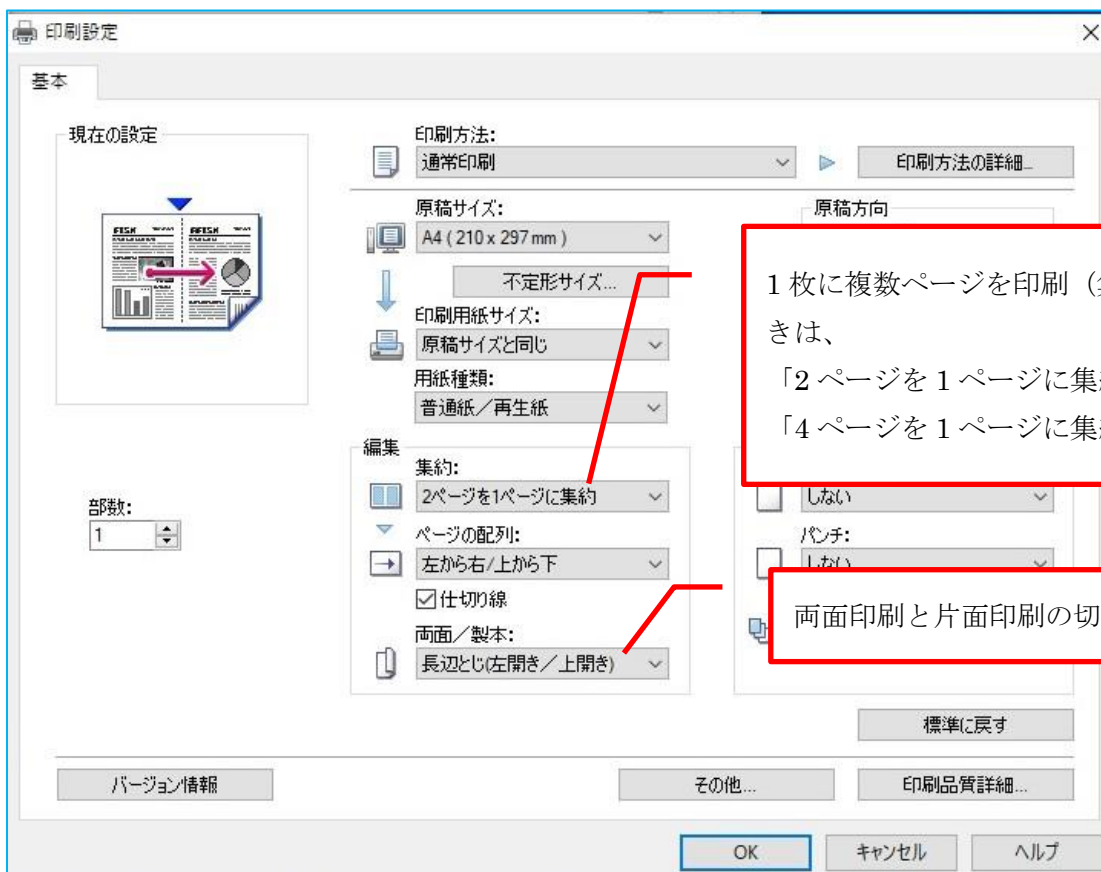 印刷設定
基本
現在の設定
印刷方法:
通常印刷
印刷方法の詳細...
原稿サイズ:
A4 ( 210 x 297 mm )
原稿方向
不定形サイズ...
印刷用紙サイズ:
原稿サイズと同じ
用紙種類:
普通紙／再生紙
1 枚に複数ページを印刷（
きは、
「2 ページを 1 ページに集
「4 ページを 1 ページに集
編集
集約:
2ページを1ページに集約
しない
部数:
1
ページの配列:
左から右/上から下
パンチ:
しない
仕切り線
両面／製本:
長辺とじ(左開き／上開き)
両面印刷と片面印刷の切
標準に戻す
バージョン情報
その他...
印刷品質詳細...
OK
キャンセル
ヘルプ